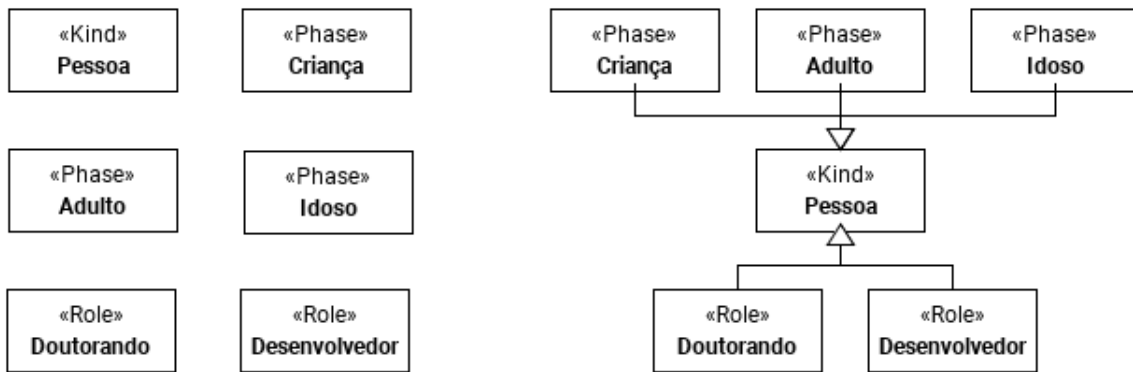 «Kind»
Pessoa
«Phase»
Criança
«Phase»
Adulto
«Phase»
Idoso
«Role»
Doutorando
«Role»
Desenvolvedor
«Phase»
Criança
«Phase»
Adulto
«Phase»
Idoso
«Kind»
Pessoa
«Role»
Doutorando
«Role»
Desenvolvedor